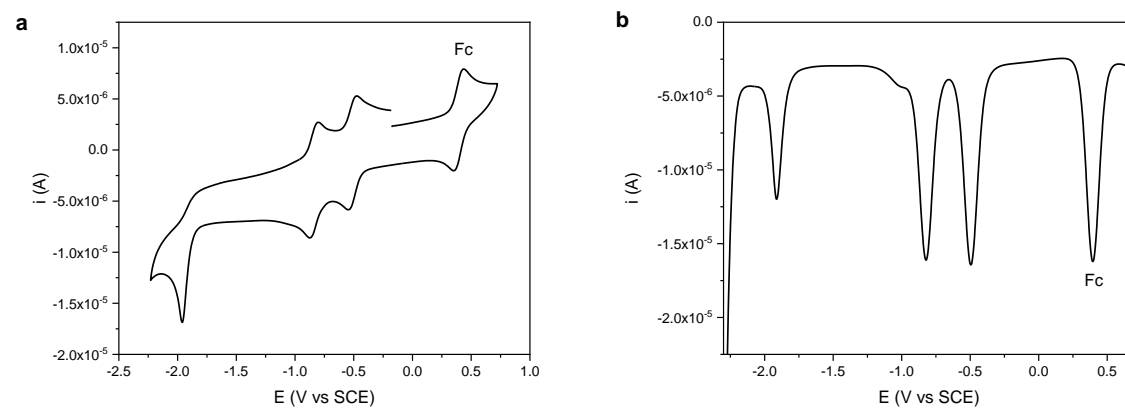 a
Fc
1.0x10⁻⁵
5.0x10⁻⁶
0.0
-5.0x10⁻⁶
-1.0x10⁻⁵
-1.5x10⁻⁵
-2.0x10⁻⁵
i (A)
-2.5 -2.0 -1.5 -1.0 -0.5 0.0 0.5 1.0
E (V vs SCE)
b
0.0
-5.0x10⁻⁶
-1.0x10⁻⁵
-1.5x10⁻⁵
-2.0x10⁻⁵
i (A)
Fc
-2.0 -1.5 -1.0 -0.5 0.0 0.5
E (V vs SCE)